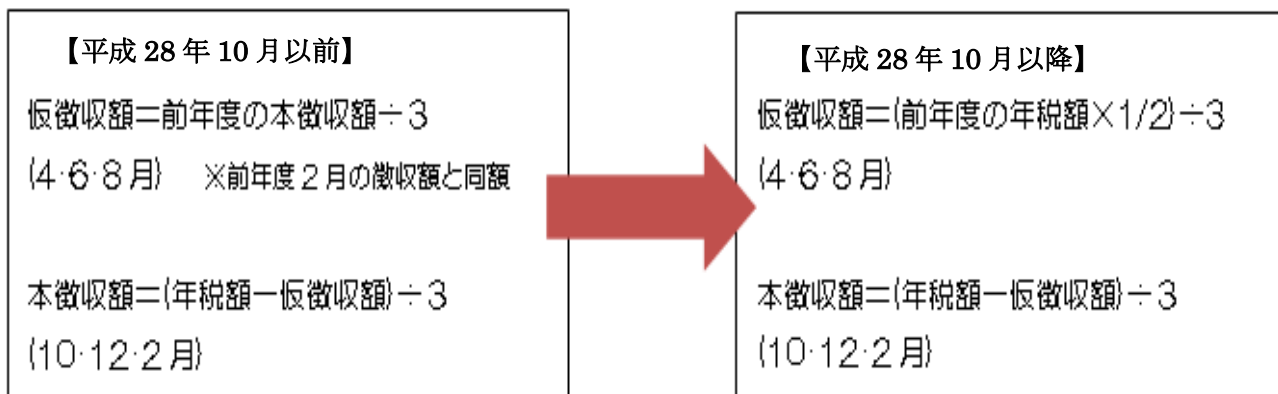 【平成 28 年 10 月以前】
仮徴収額=前年度の本徴収額÷3
(4·6·8月) ※前年度2月の徴収額と同額
本徴収額=(年税額-仮徴収額)÷3
(10·12·2月)
【平成 28 年 10 月以降】
仮徴収額=(前年度の年税額×1/2)÷3
(4·6·8月)
本徴収額=(年税額-仮徴収額)÷3
(10·12·2月)